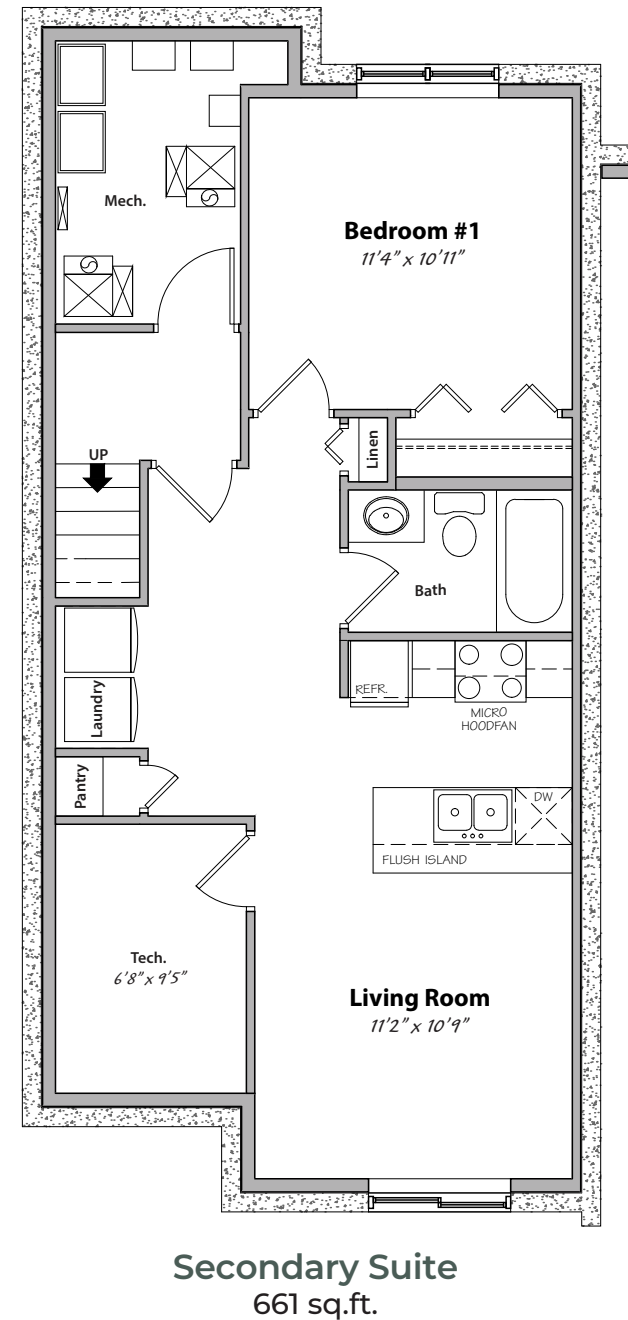 Mech.
Bedroom #1
11'4" x 10'11"
UP
Linen
Bath
Laundry
REFR.
MICRO
HOODFAN
Pantry
DW
FLUSH ISLAND
Tech.
6'8" x 9'5"
Living Room
11'2" x 10'9"
Secondary Suite
661 sq.ft.